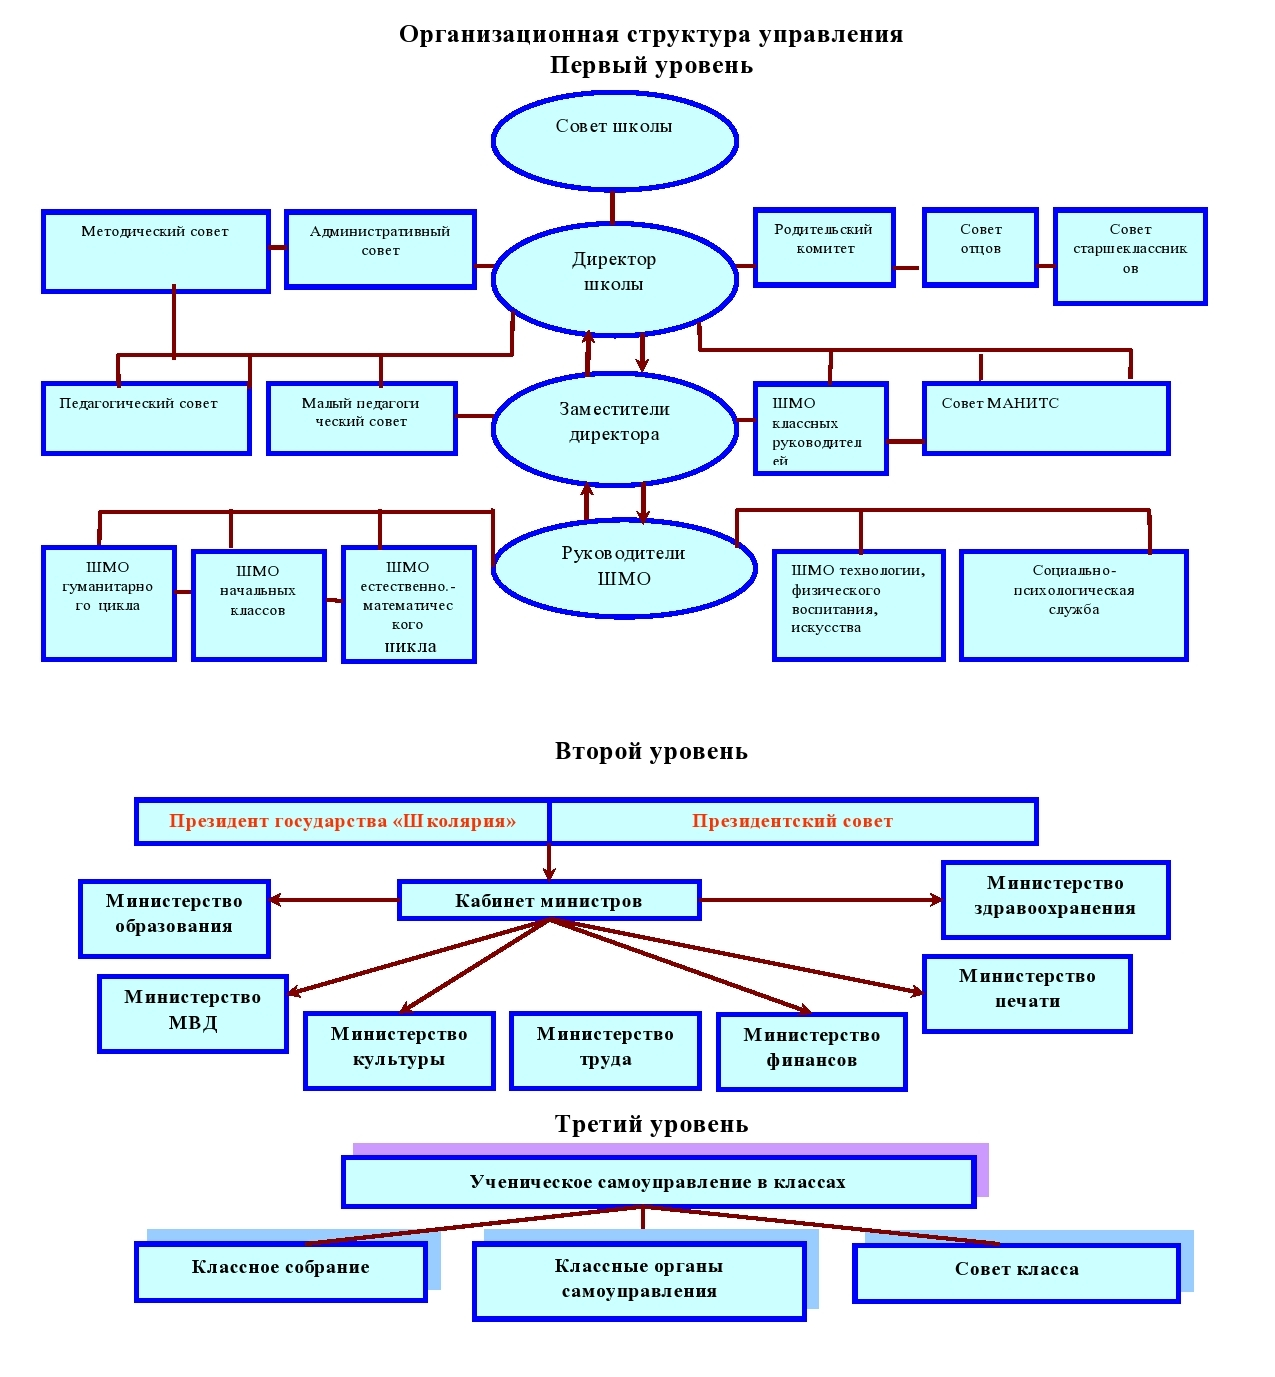 Организационная структура управления
Первый уровень
Совет школы
Методический совет
Административный
совет
Директор
школы
Родительский
комитет
Совет
отцов
Совет
старшеклассник
ов
Педагогический совет
Малый педагоги
ческий совет
Заместители
директора
ШМО
классных
руководител
ей
Совет МАНИТС
ШМО
гуманитарно
го цикла
ШМО
начальных
классов
ШМО
естественно.-
математичес
кого
цикла
Руководители
ШМО
ШМО технологии,
физического
воспитания,
искусства
Социально-
психологическая
служба
Второй уровень
Президент государства «Школярия»
Президентский совет
Министерство
образования
Кабинет министров
Министерство
здравоохранения
Министерство
МВД
Министерство
культуры
Министерство
труда
Министерство
финансов
Министерство
печати
Третий уровень
Ученическое самоуправление в классах
Классное собрание
Классные органы
самоуправления
Совет класса